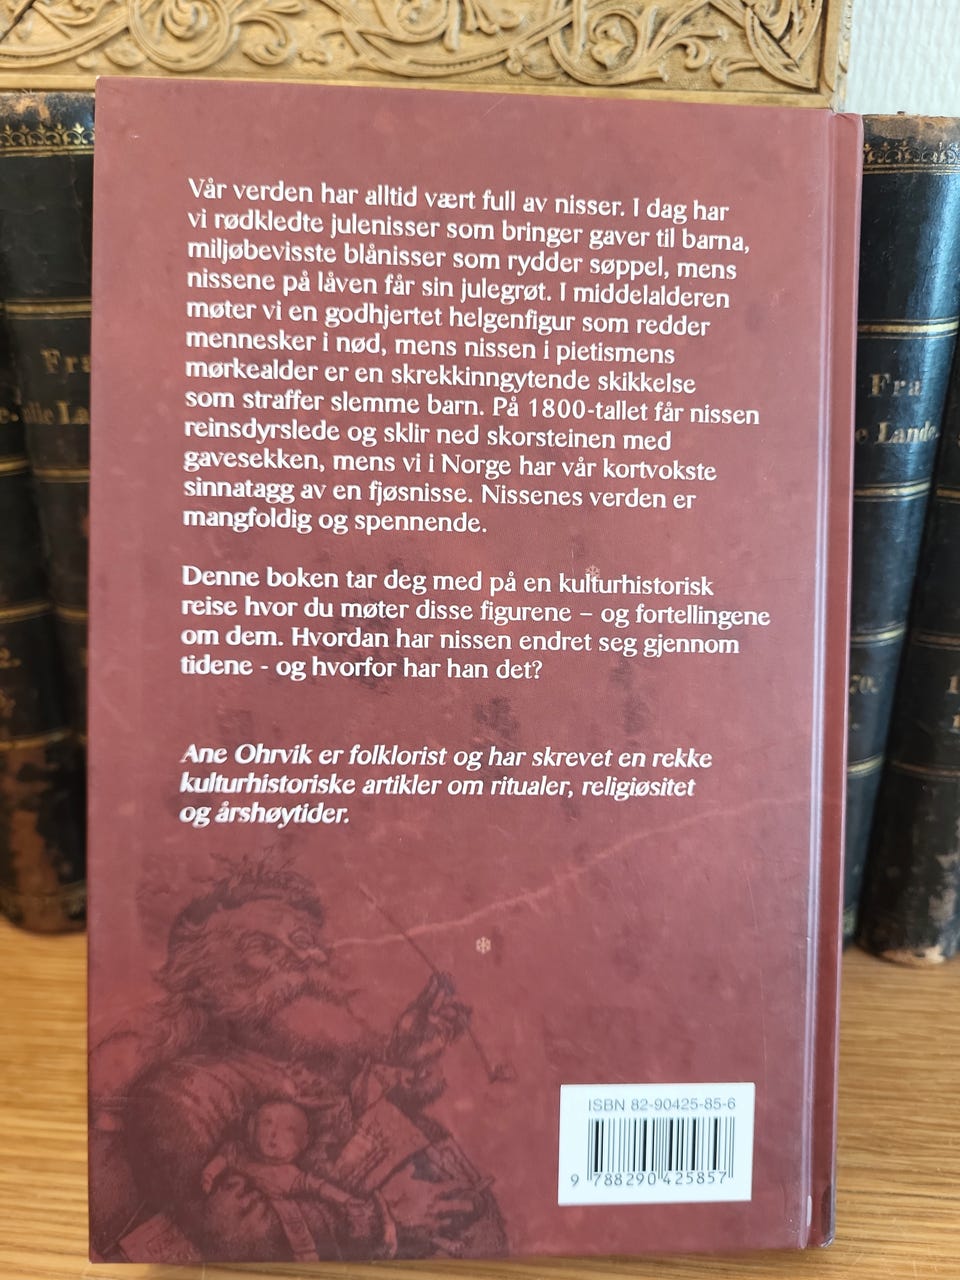 Vår verden har alltid vært full av nisser. I dag har
vi rødkledte julenisser som bringer gaver til barna,
miljøbevisste blånisser som rydder søppel, mens
nissene på låven får sin julegrøt. I middelalderen
møter vi en godhjertet helgenfigur som redder
mennesker i nød, mens nissen i pietismens
mørkealder er en skrekkinngytende skikkelse
som straffer slemme barn. På 1800-tallet får nissen
reinsdyrslede og sklir ned skorsteinen med
gavesekken, mens vi i Norge har vår kortvokste
sinnatagg av en fjøsnisse. Nissenes verden er
mangfoldig og spennende.
Denne boken tar deg med på en kulturhistorisk
reise hvor du møter disse figurene – og fortellingene
om dem. Hvordan har nissen endret seg gjennom
tidene - og hvorfor har han det?
Ane Ohrvik er folklorist og har skrevet en rekke
kulturhistoriske artikler om ritualer, religiøsitet
og årshøytider.
ISBN 82-90425-85-6
9 788290 425857
Fra
alle Lande
Fra
Lande